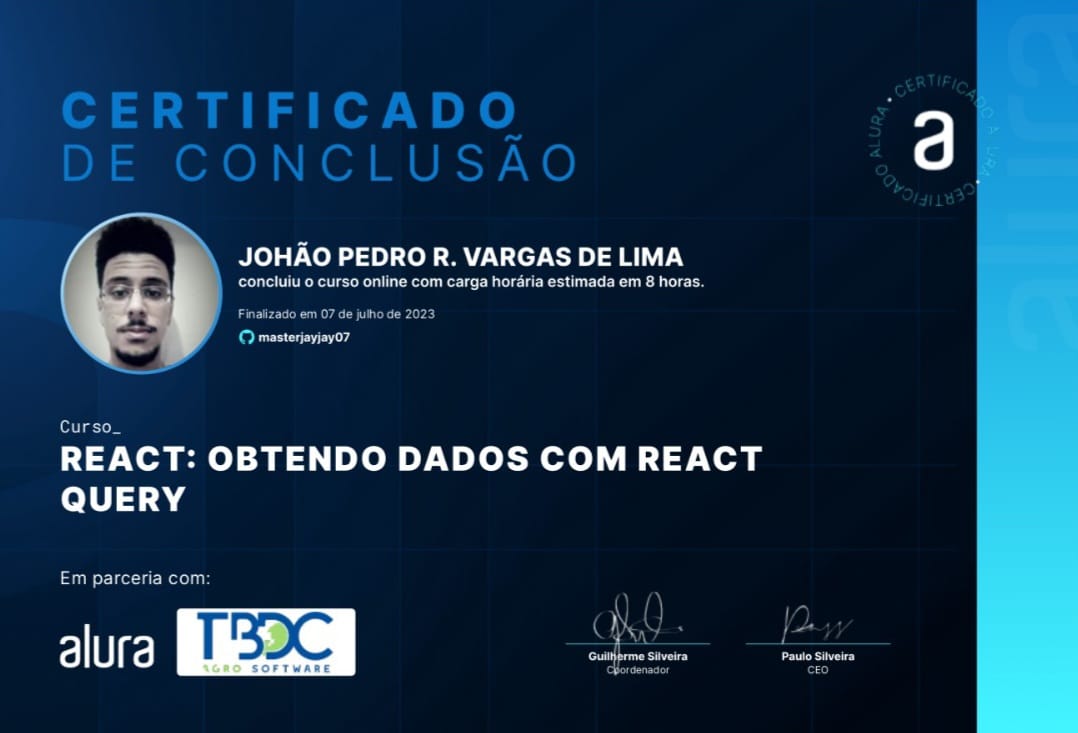 CERTIFICADO
DE CONCLUSÃO
CERTIFICADO ALURA • CERTIFICADO ALURA •
a
alura
JOHÃO PEDRO R. VARGAS DE LIMA
concluiu o curso online com carga horária estimada em 8 horas.
Finalizado em 07 de julho de 2023
masterjayjay07
Curso_
REACT: OBTENDO DADOS COM REACT
QUERY
Em parceria com:
alura
TBDC
AGRO SOFTWARE
Guilherme Silveira
Coordenador
Paulo Silveira
CEO